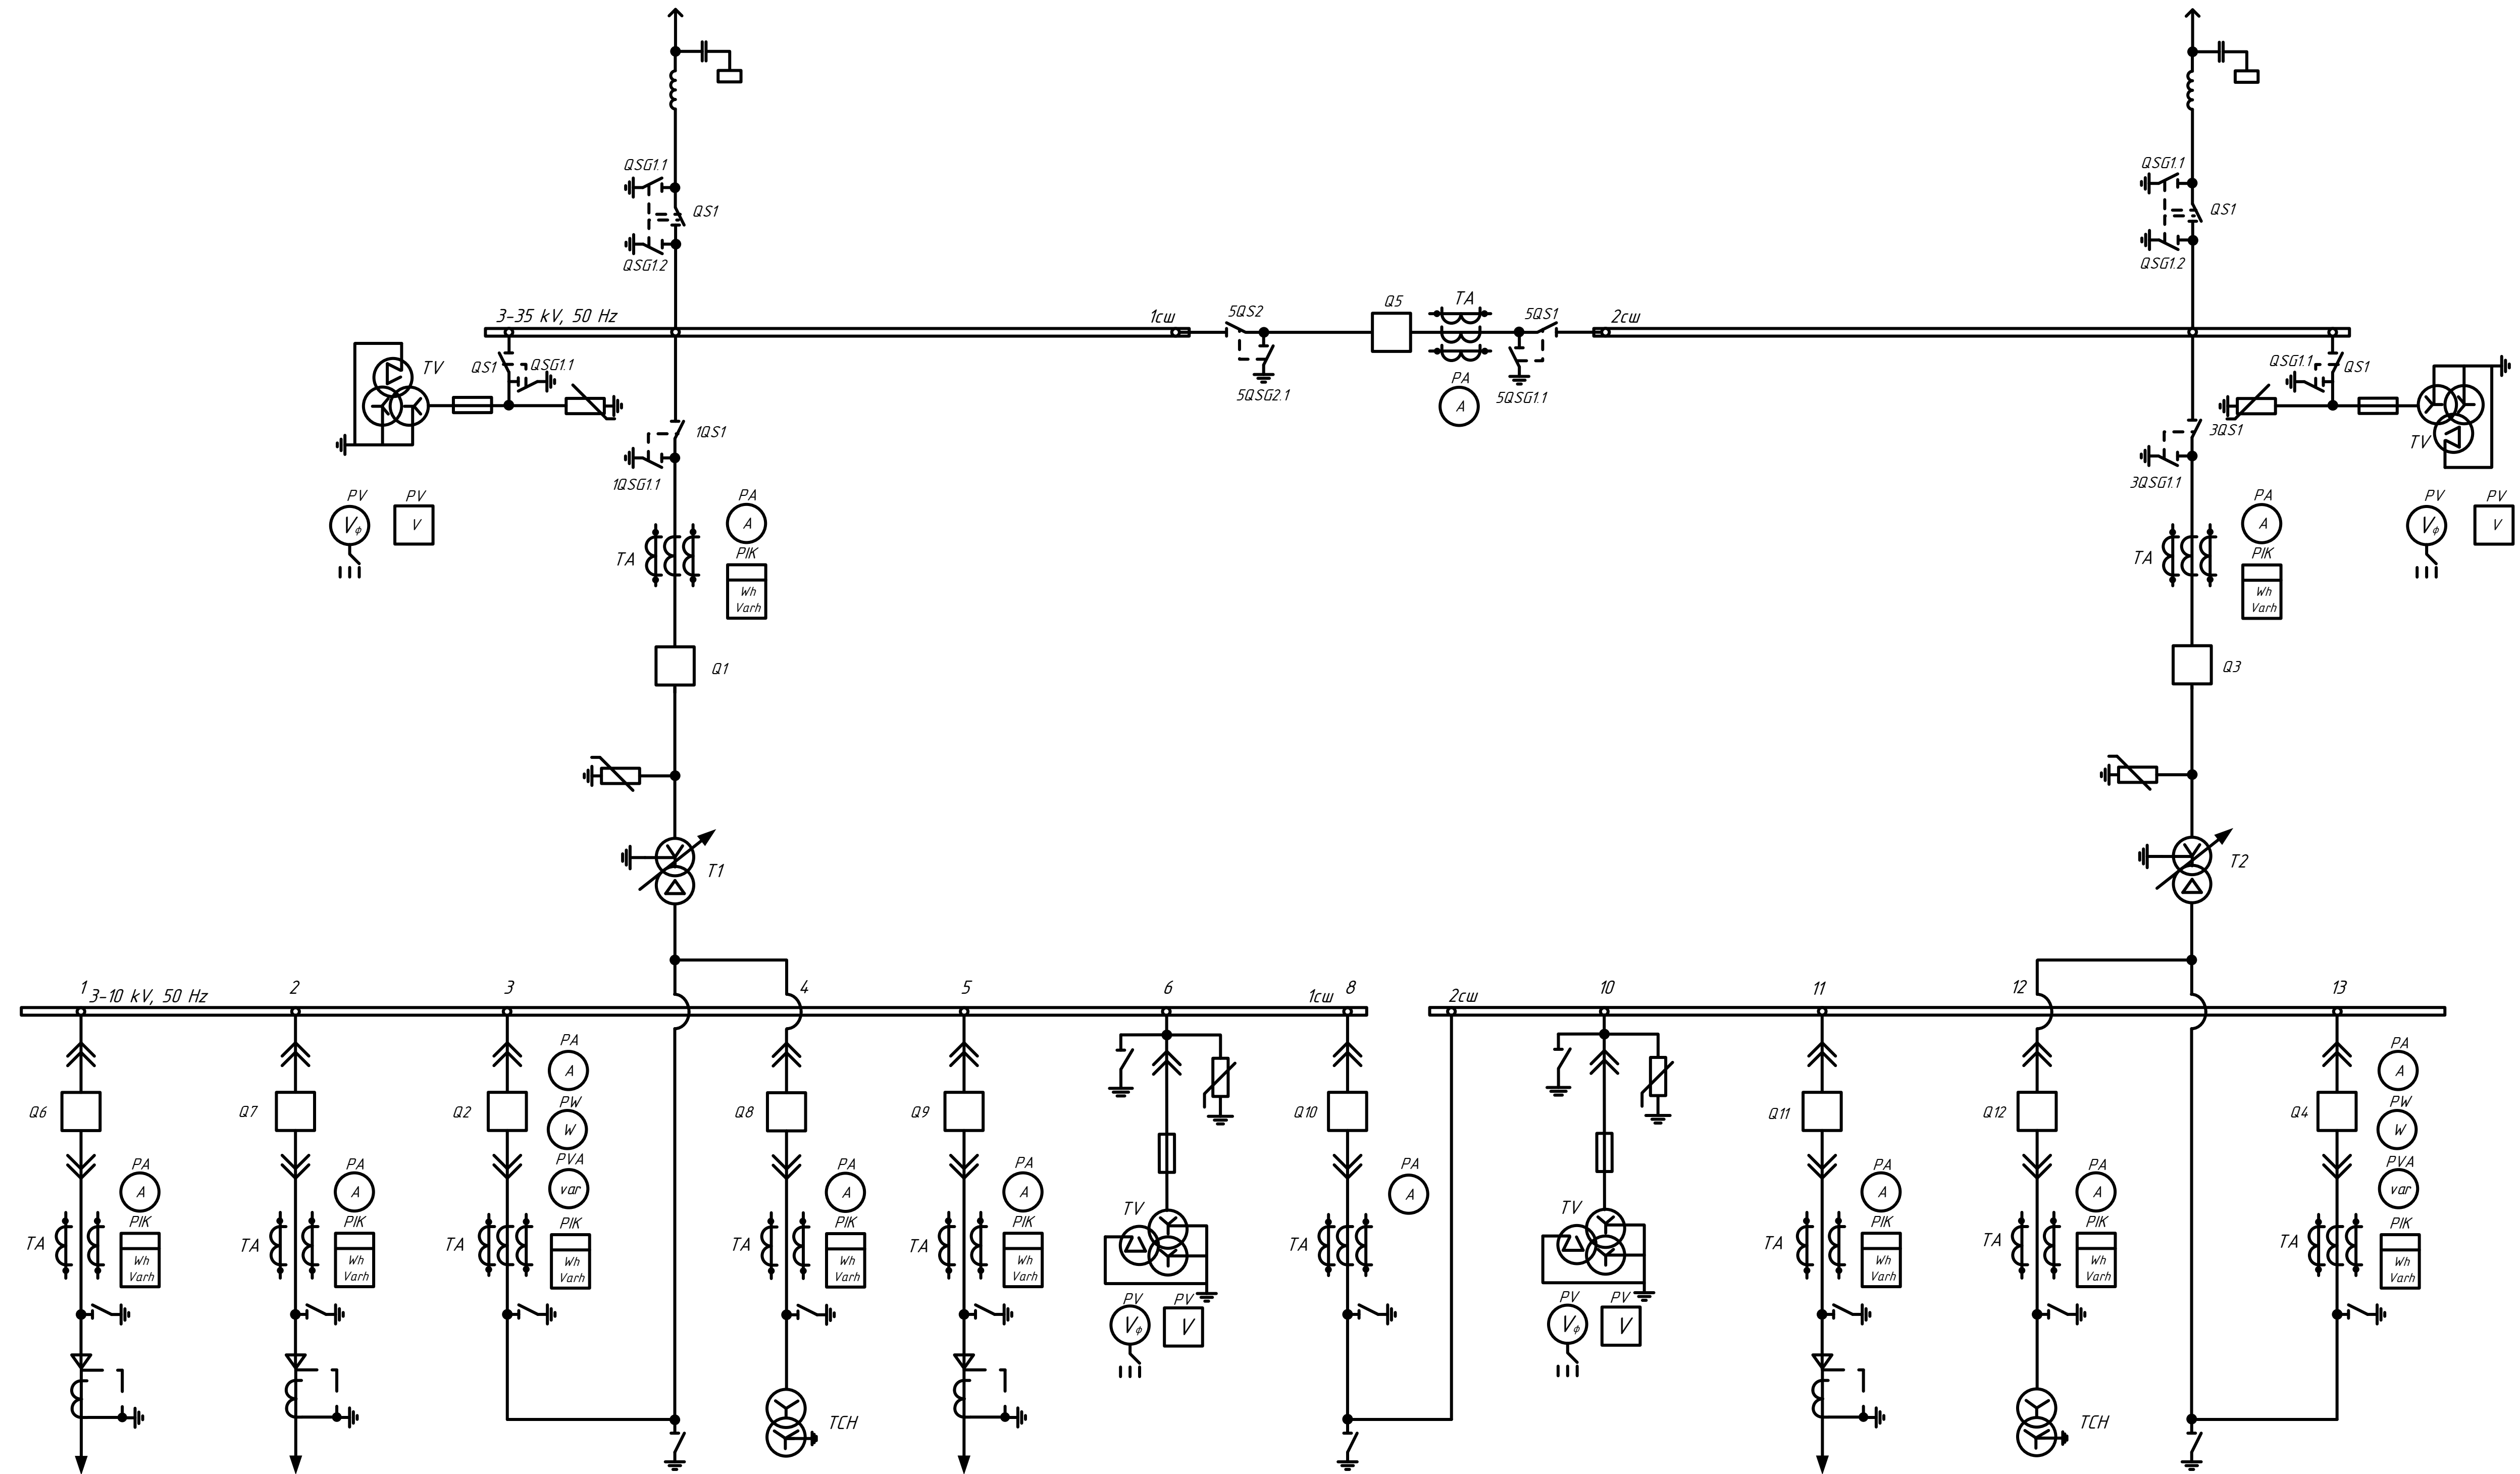 QSG1.1
QS1
QSG1.2
QSG1.1
QS1
QSG1.2
3-35 kV, 50 Hz
1сш
5QS2
Q5
TA
5QS1
2сш
5QSG2.1
PA
A
5QSG1.1
TV
QS1
QSG1.1
QSG1.1
QS1
TV
1QS1
1QSG1.1
3QS1
3QSG1.1
PV
Vф
PV
V
PA
A
PIK
Wh
Varh
TA
PA
A
PIK
Wh
Varh
TA
PV
Vф
PV
V
Q1
Q3
T1
T2
1
3-10 kV, 50 Hz
2
3
4
5
6
1сш
8
2сш
10
11
12
13
Q6
Q7
Q2
PA
A
PW
W
PVA
var
Q8
Q9
Q10
Q11
Q12
Q4
PA
A
PW
W
PVA
var
TA
PA
A
PIK
Wh
Varh
TA
PA
A
PIK
Wh
Varh
TA
PIK
Wh
Varh
TA
PA
A
PIK
Wh
Varh
TA
PA
A
PIK
Wh
Varh
TV
PV
Vф
PV
V
TA
PA
A
TV
PV
Vф
PV
V
TA
PA
A
PIK
Wh
Varh
TA
PA
A
PIK
Wh
Varh
TA
PIK
Wh
Varh
ТСН
ТСН